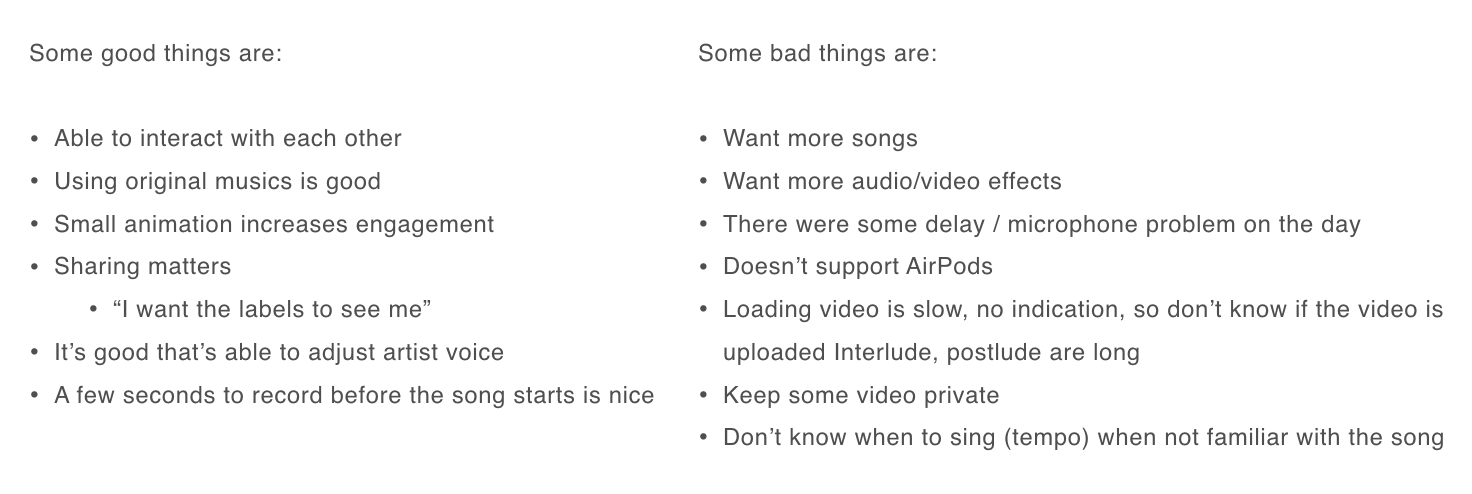 Some good things are:
• Able to interact with each other
• Using original musics is good
• Small animation increases engagement
• Sharing matters
• “I want the labels to see me”
• It’s good that’s able to adjust artist voice
• A few seconds to record before the song starts is nice
Some bad things are:
• Want more songs
• Want more audio/video effects
• There were some delay / microphone problem on the day
• Doesn’t support AirPods
• Loading video is slow, no indication, so don’t know if the video is
uploaded Interlude, postlude are long
• Keep some video private
• Don’t know when to sing (tempo) when not familiar with the song